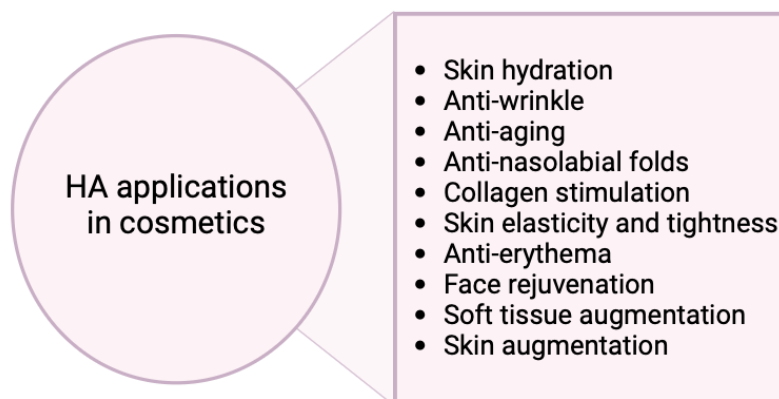 HA applications
in cosmetics
• Skin hydration
• Anti-wrinkle
• Anti-aging
• Anti-nasolabial folds
• Collagen stimulation
• Skin elasticity and tightness
• Anti-erythema
• Face rejuvenation
• Soft tissue augmentation
• Skin augmentation